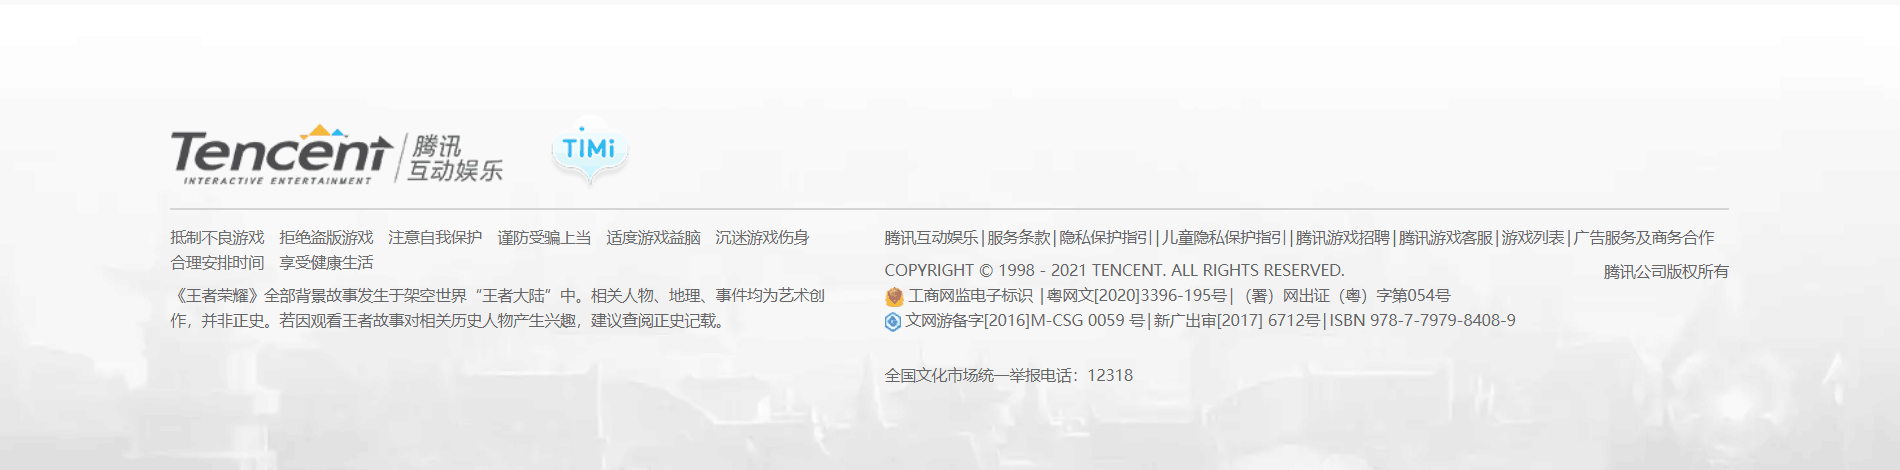 Tencent 腾讯
INTERACTIVE ENTERTAINMENT 互动娱乐
TiMi
抵制不良游戏 拒绝盗版游戏 注意自我保护 谨防受骗上当 适度游戏益脑 沉迷游戏伤身
合理安排时间 享受健康生活
《王者荣耀》全部背景故事发生于架空世界“王者大陆”中。相关人物、地理、事件均为艺术创
作，并非正史。若因观看王者故事对相关历史人物产生兴趣，建议查阅正史记载。
腾讯互动娱乐|服务条款|隐私保护指引|儿童隐私保护指引|腾讯游戏招聘|腾讯游戏客服|游戏列表|广告服务及商务合作
COPYRIGHT © 1998 - 2021 TENCENT. ALL RIGHTS RESERVED. 腾讯公司版权所有
工商网监电子标识 |粤网文[2020]3396-195号|（署）网出证（粤）字第054号
文网游备字[2016]M-CSG 0059 号|新广出审[2017] 6712号|ISBN 978-7-7979-8408-9
全国文化市场统一举报电话：12318